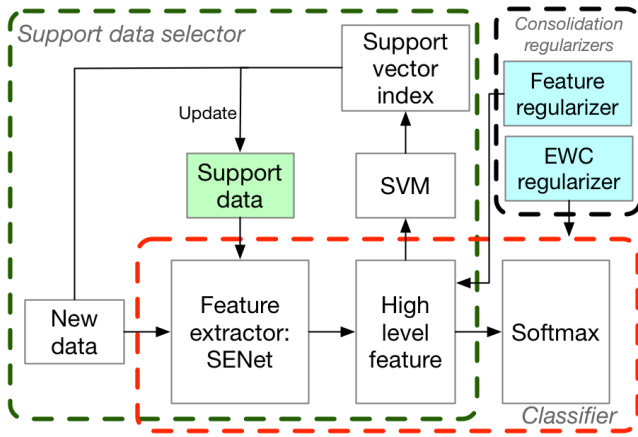 Support data selector
Support
vector
index
Consolidation
regularizers
Feature
regularizer
Update
EWC
regularizer
Support
data
SVM
New
data
Feature
extractor:
SENet
High
level
feature
Softmax
Classifier